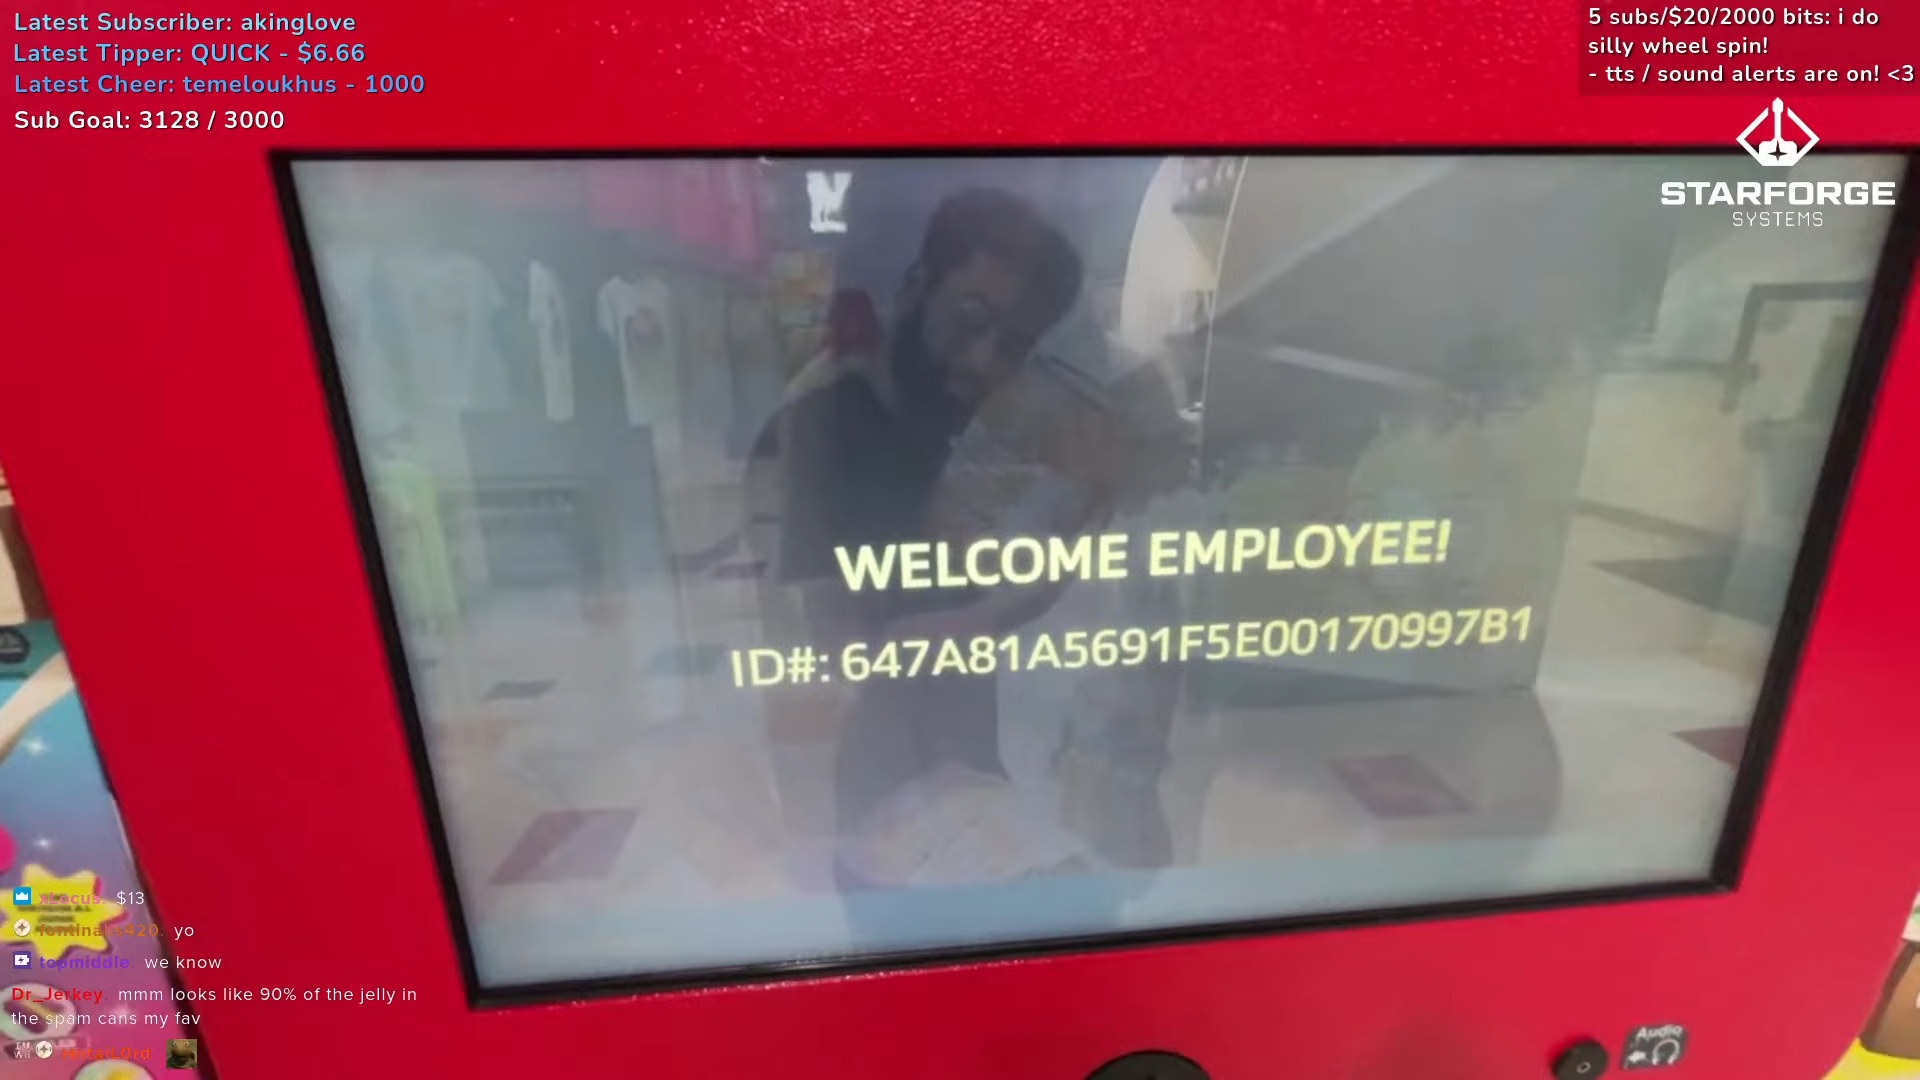 Latest Subscriber: akinglove
Latest Tipper: QUICK - $6.66
Latest Cheer: temeloukhus - 1000
Sub Goal: 3128 / 3000
5 subs/$20/2000 bits: i do
silly wheel spin!
- tts / sound alerts are on! <3
STARFORGE
SYSTEMS
WELCOME EMPLOYEE!
ID#: 647A81A5691F5E00170997B1
xLocus: $13
yo
topmiddle: we know
Dr_Jerkey: mmm looks like 90% of the jelly in
the spam cans my fav
Audio